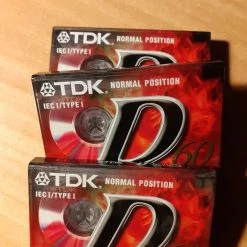 TDK NORMAL POSITION
IEC I / TYPE I
TDK NORMAL POSITION
IEC I / TYPE I
D
60
TDK NORMAL POSITION
IEC I / TYPE I
D